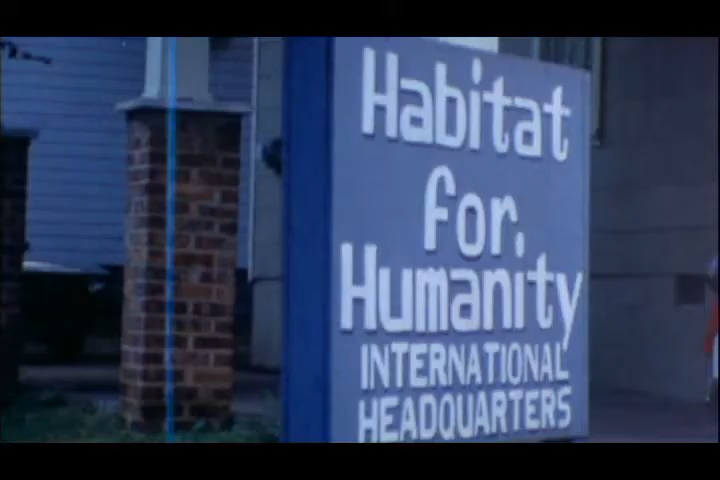 Habitat
for
Humanity
INTERNATIONAL
HEADQUARTERS